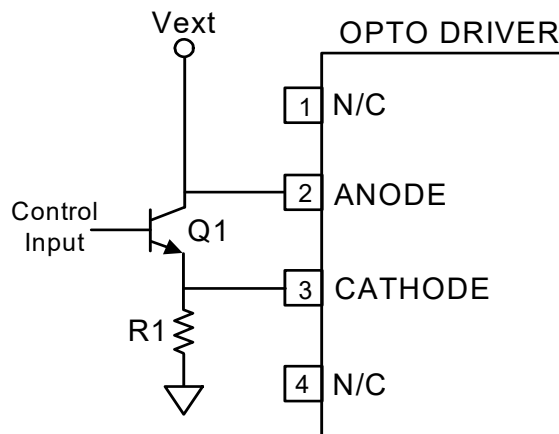 Vext
OPTO DRIVER
1 N/C
2 ANODE
Control
Input
Q1
3 CATHODE
R1
4 N/C